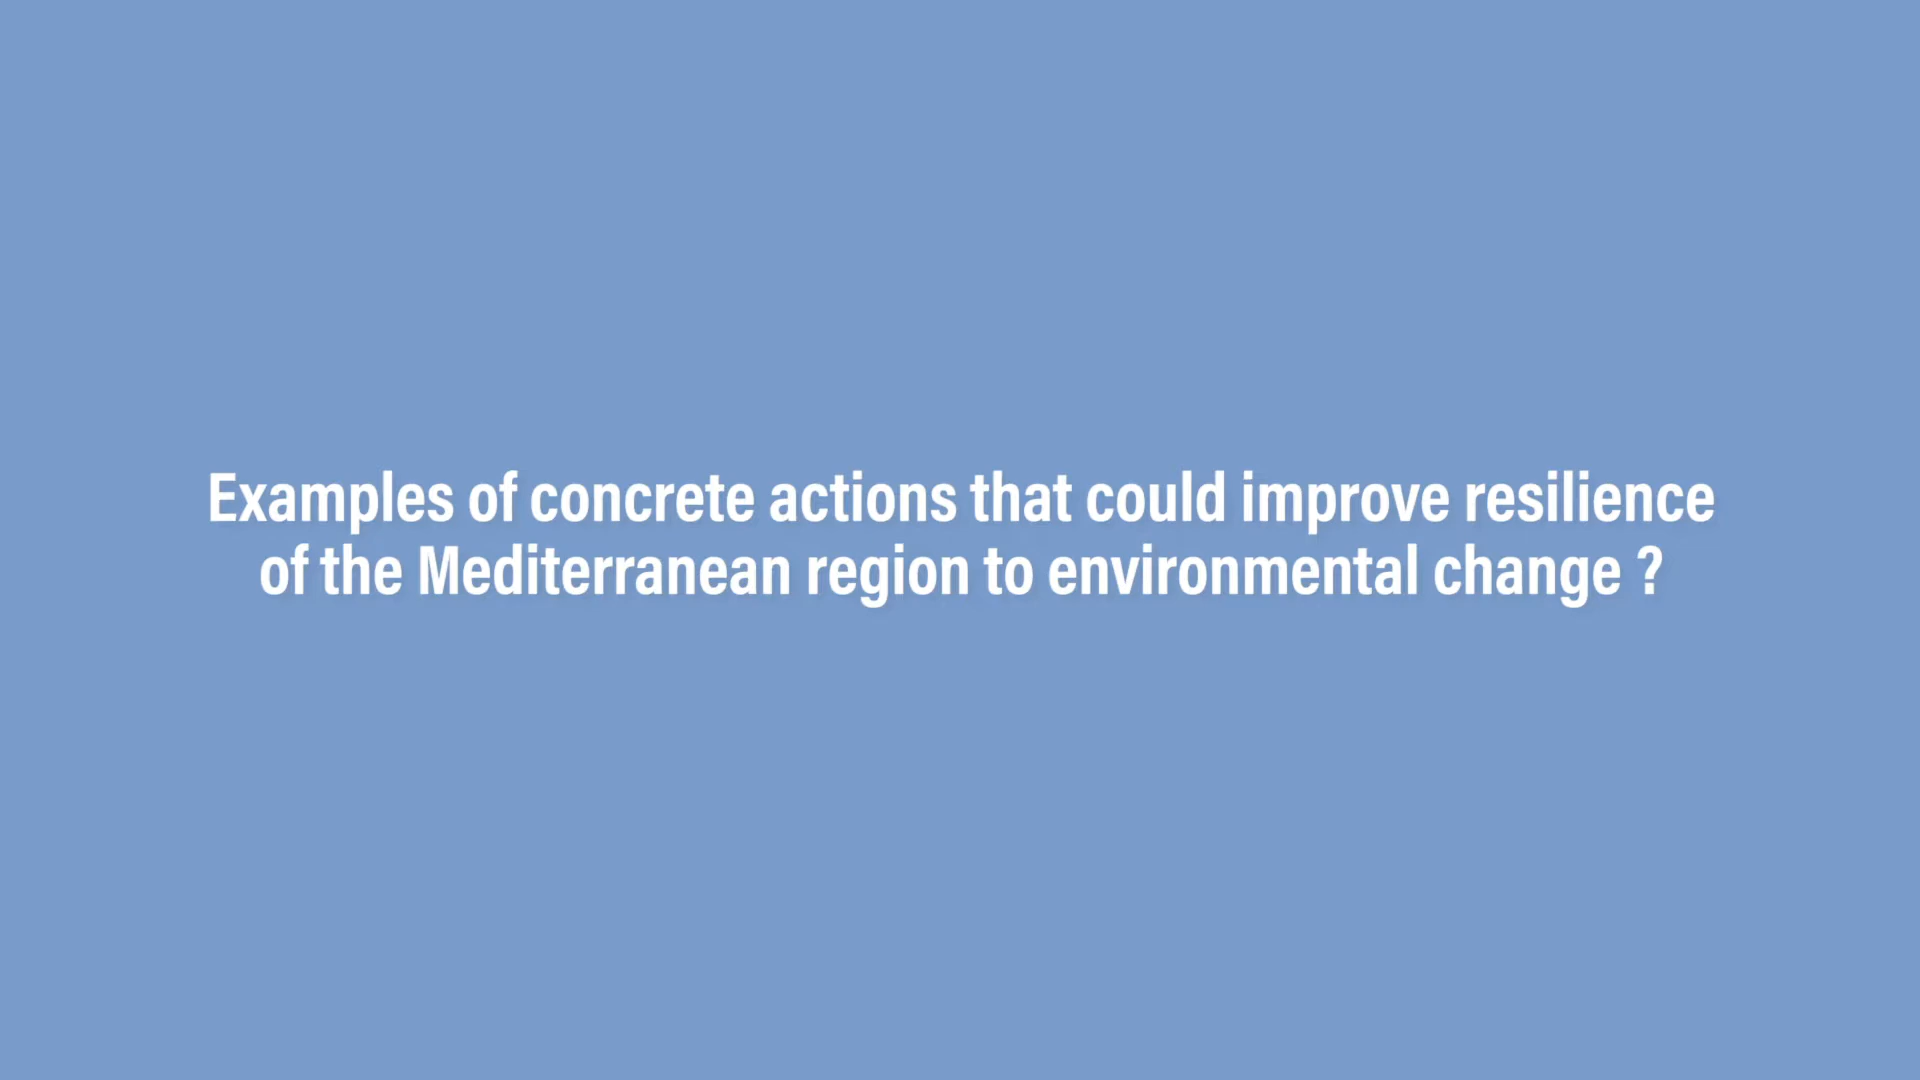 Examples of concrete actions that could improve resilience
of the Mediterranean region to environmental change ?